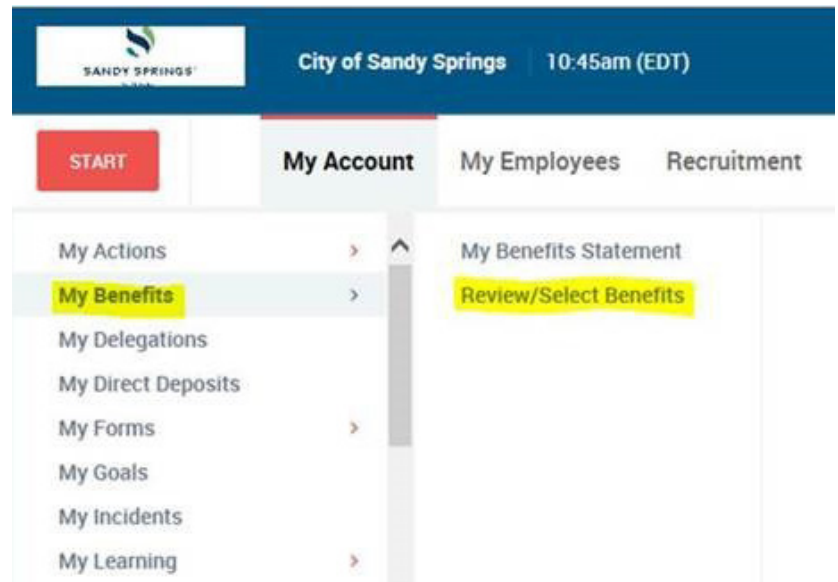 SANDY SPRINGS
City of Sandy Springs 10:45am (EDT)
START My Account My Employees Recruitment
My Actions
My Benefits
My Delegations
My Direct Deposits
My Forms
My Goals
My Incidents
My Learning
My Benefits Statement
Review/Select Benefits